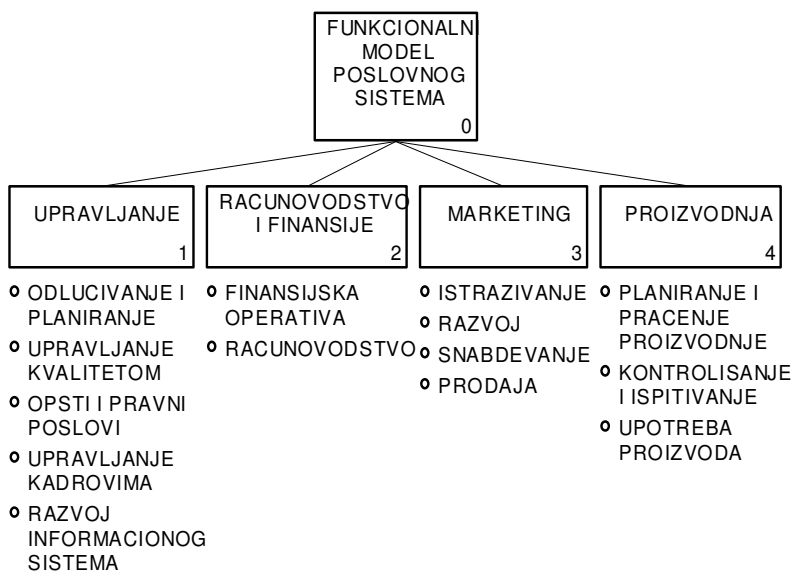 FUNKCIONALNI
MODEL
POSLOVNOG
SISTEMA
0
UPRAVLJANJE
1
RACUNOVODSTVO
I FINANSIJE
2
MARKETING
3
PROIZVODNJA
4
ODLUCIVANJE I
PLANIRANJE
UPRAVLJANJE
KVALITETOM
OPSTI I PRAVNI
POSLOVI
UPRAVLJANJE
KADROVIMA
RAZVOJ
INFORMACIONOG
SISTEMA
FINANSIJSKA
OPERATIVA
RACUNOVODSTVO
ISTRAZIVANJE
RAZVOJ
SNABDEVANJE
PRODAJA
PLANIRANJE I
PRACENJE
PROIZVODNJE
KONTROLISANJE
I ISPITIVANJE
UPOTREBA
PROIZVODA